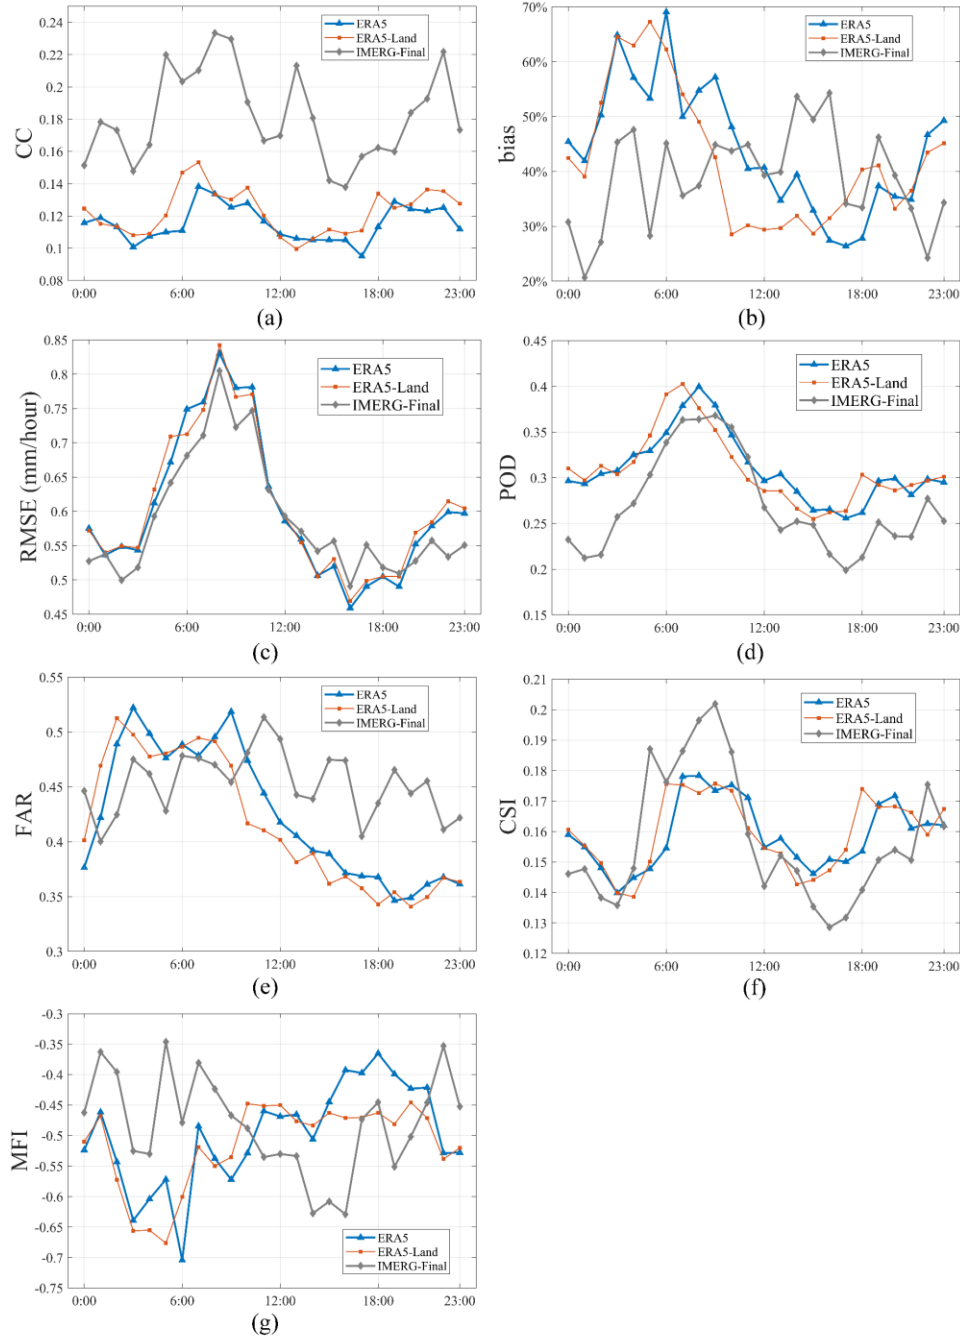 0.24
0.22
0.2
0.18
0.16
0.14
0.12
0.1
0.08
CC
ERA5
ERA5-Land
IMERG-Final
0:00 6:00 12:00 18:00 23:00
(a)
70%
60%
50%
40%
30%
20%
bias
ERA5
ERA5-Land
IMERG-Final
0:00 6:00 12:00 18:00 23:00
(b)
0.85
0.8
0.75
0.7
0.65
0.6
0.55
0.5
0.45
RMSE (mm/hour)
ERA5
ERA5-Land
IMERG-Final
0:00 6:00 12:00 18:00 23:00
(c)
0.45
0.4
0.35
0.3
0.25
0.2
0.15
POD
ERA5
ERA5-Land
IMERG-Final
0:00 6:00 12:00 18:00 23:00
(d)
0.55
0.5
0.45
0.4
0.35
0.3
FAR
ERA5
ERA5-Land
IMERG-Final
0:00 6:00 12:00 18:00 23:00
(e)
0.21
0.2
0.19
0.18
0.17
0.16
0.15
0.14
0.13
0.12
CSI
ERA5
ERA5-Land
IMERG-Final
0:00 6:00 12:00 18:00 23:00
(f)
-0.3
-0.35
-0.4
-0.45
-0.5
-0.55
-0.6
-0.65
-0.7
-0.75
MFI
ERA5
ERA5-Land
IMERG-Final
0:00 6:00 12:00 18:00 23:00
(g)